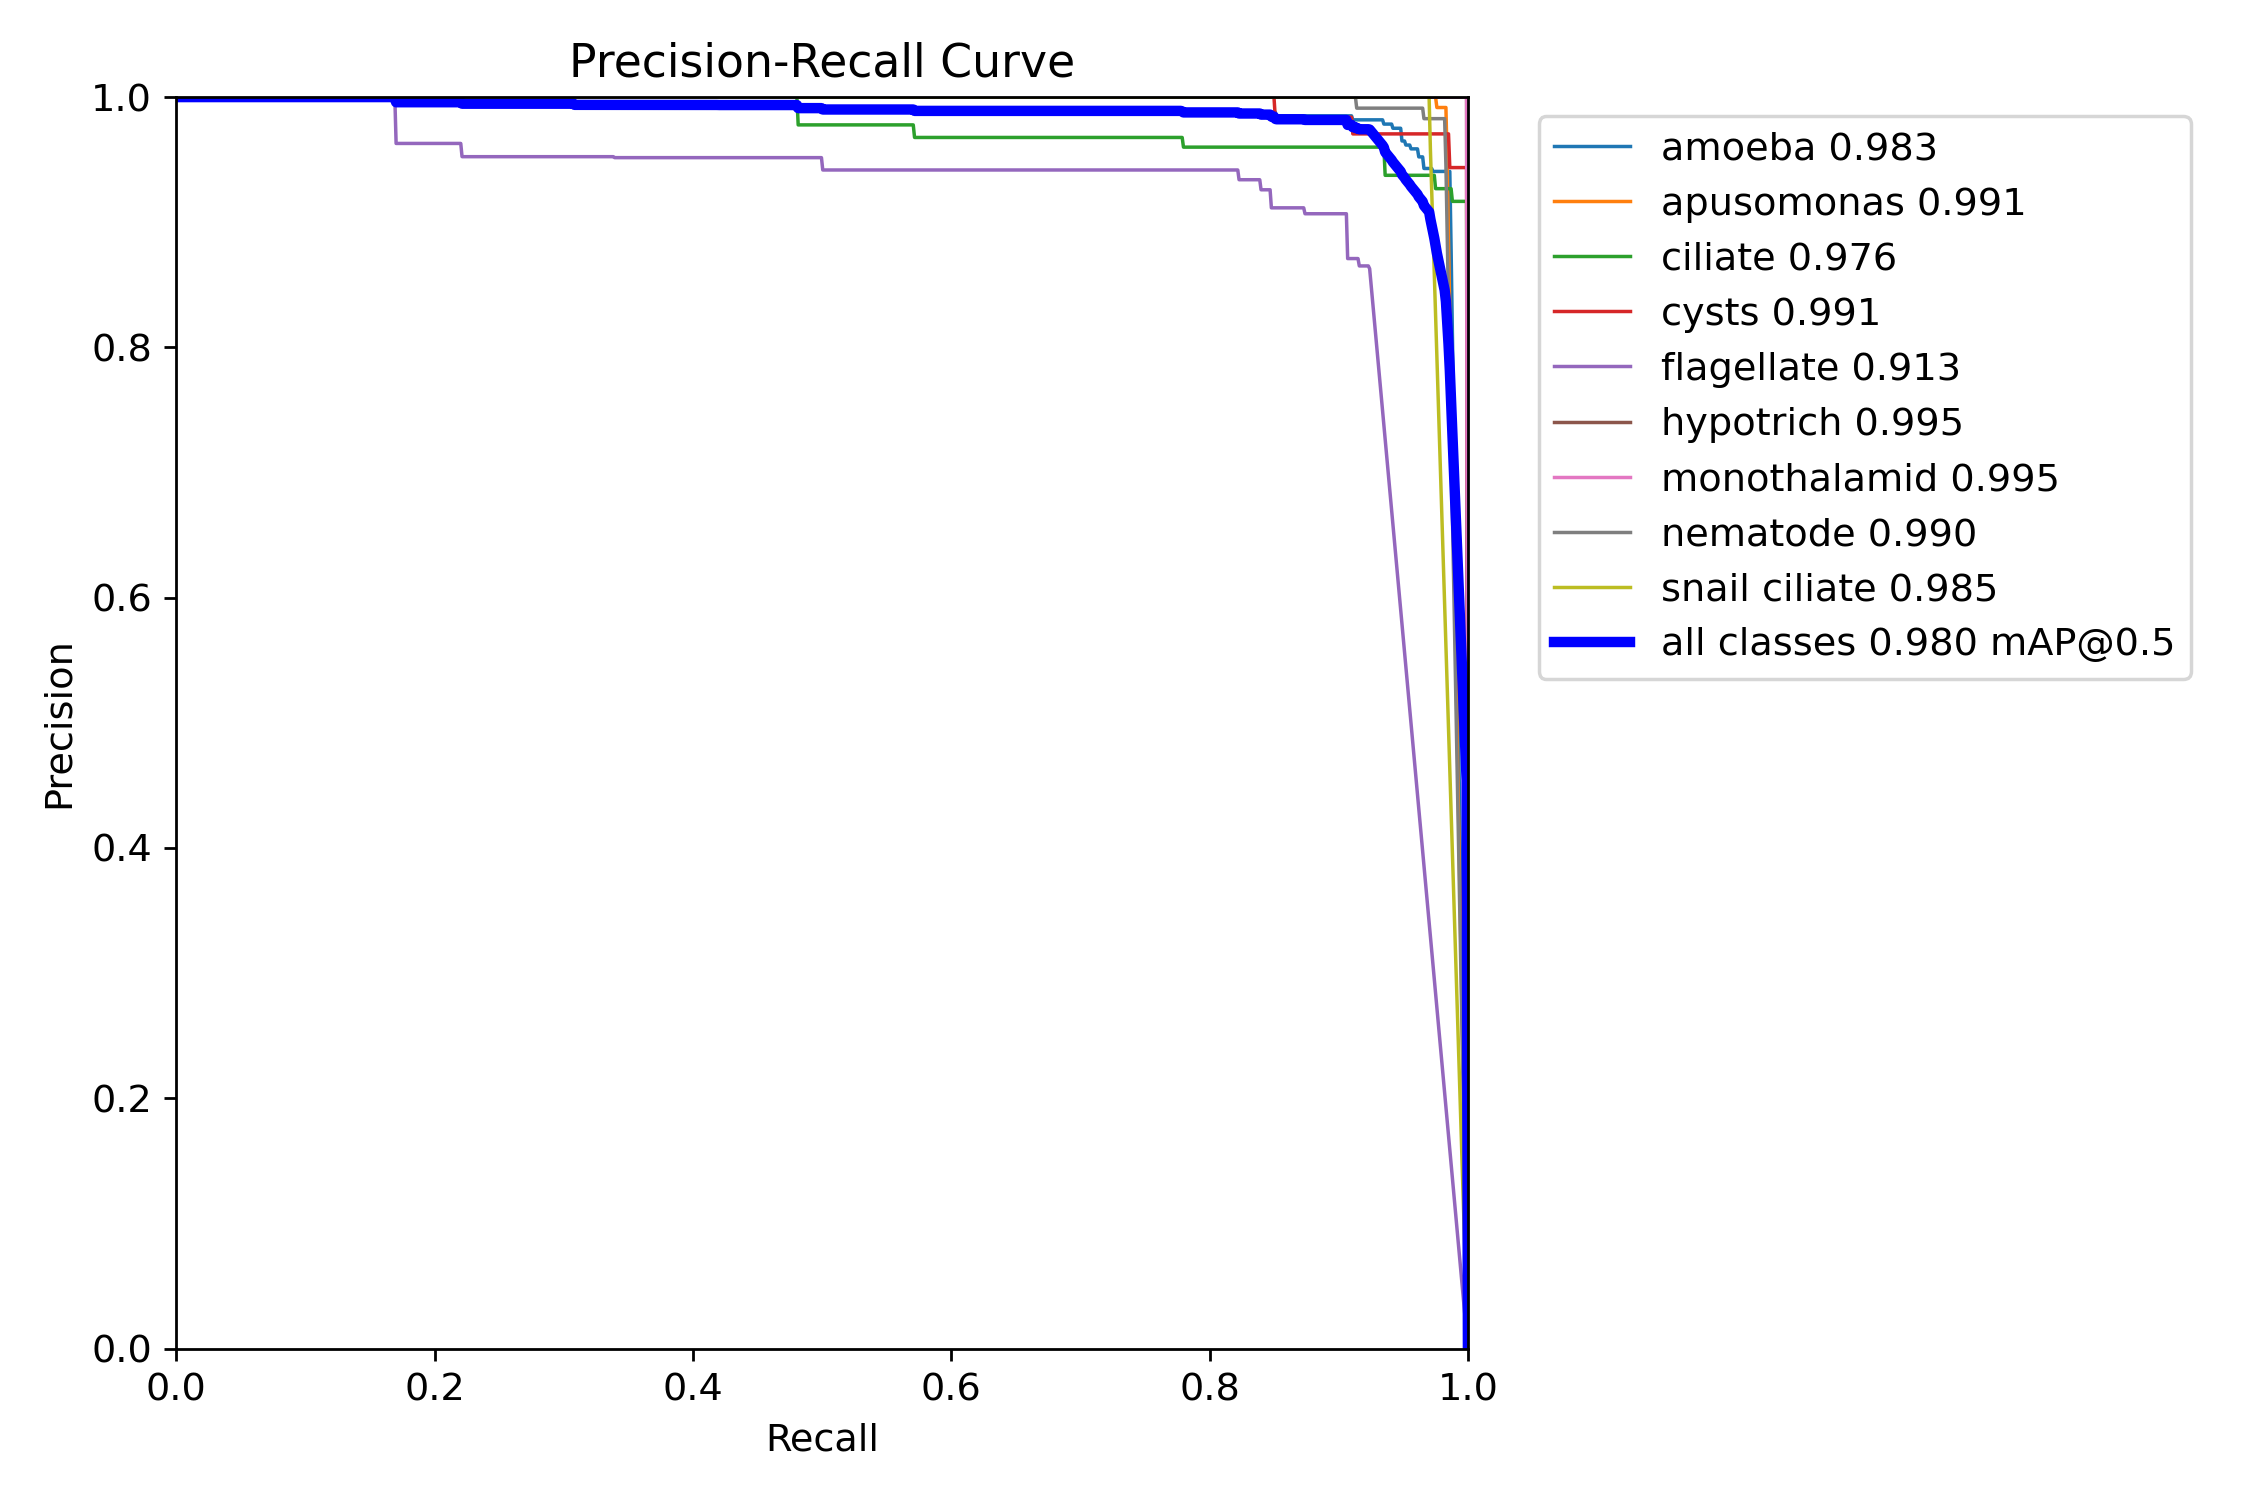 Precision-Recall Curve
1.0
0.8
0.6
0.4
0.2
0.0
Precision
0.0 0.2 0.4 0.6 0.8 1.0
Recall
amoeba 0.983
apusomonas 0.991
ciliate 0.976
cysts 0.991
flagellate 0.913
hypotrich 0.995
monothalamid 0.995
nematode 0.990
snail ciliate 0.985
all classes 0.980 mAP@0.5